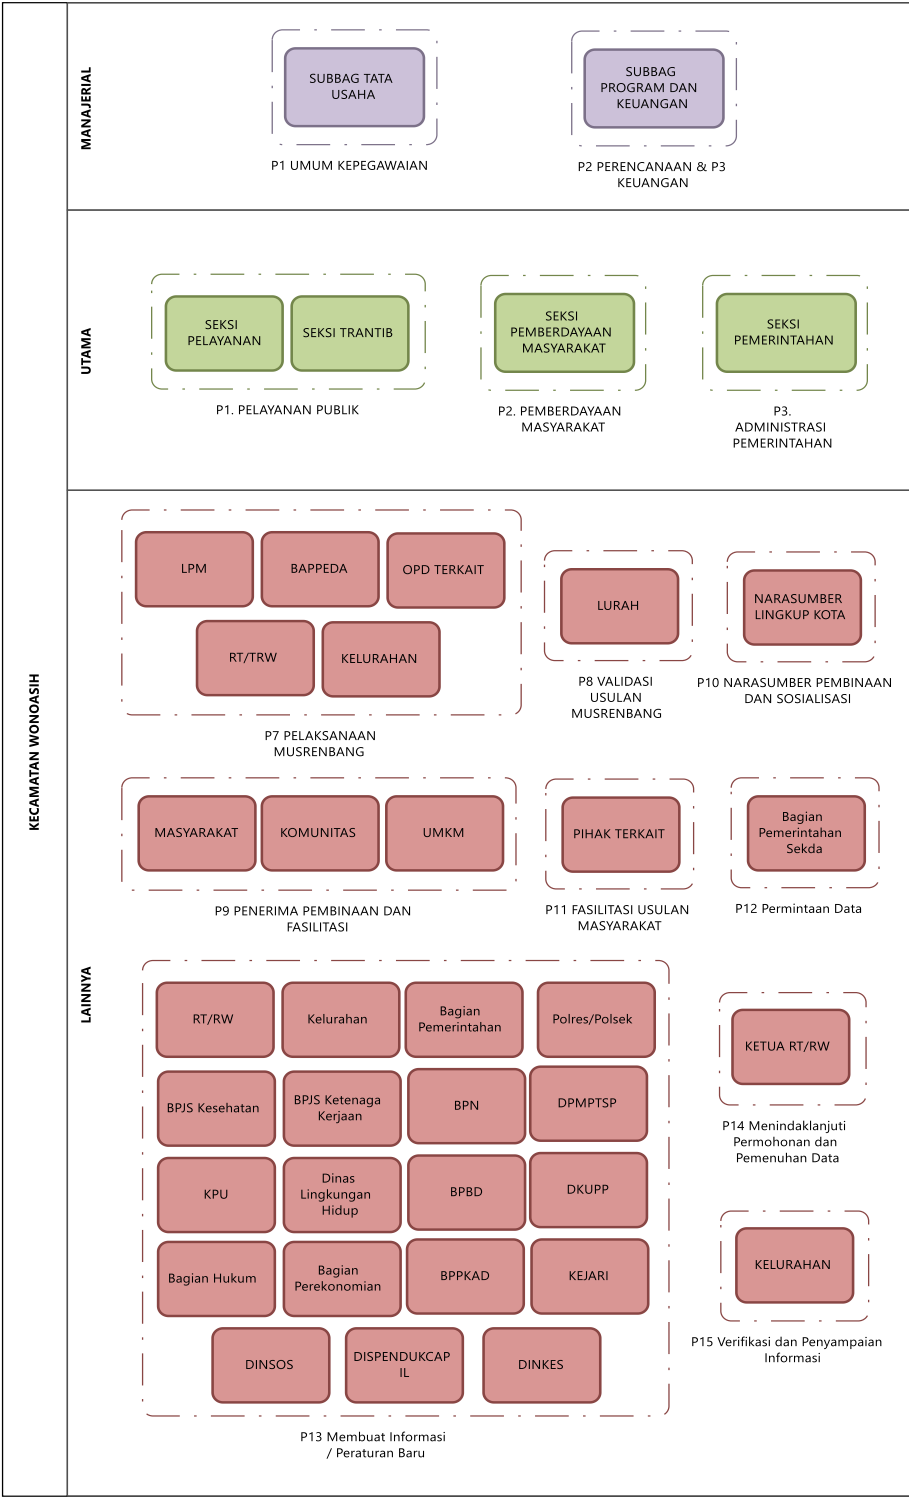 KECAMATAN WONOASIH
MANAJERIAL
SUBBAG TATA
USAHA
P1 UMUM KEPEGAWAIAN
SUBBAG
PROGRAM DAN
KEUANGAN
P2 PERENCANAAN & P3
KEUANGAN
UTAMA
SEKSI
PELAYANAN
SEKSI TRANTIB
P1. PELAYANAN PUBLIK
SEKSI
PEMBERDAYAAN
MASYARAKAT
P2. PEMBERDAYAAN
MASYARAKAT
SEKSI
PEMERINTAHAN
P3.
ADMINISTRASI
PEMERINTAHAN
LAINNYA
LPM
BAPPEDA
OPD TERKAIT
RT/TRW
KELURAHAN
P7 PELAKSANAAN
MUSRENBANG
LURAH
P8 VALIDASI
USULAN
MUSRENBANG
NARASUMBER
LINGKUP KOTA
P10 NARASUMBER PEMBINAAN
DAN SOSIALISASI
MASYARAKAT
KOMUNITAS
UMKM
P9 PENERIMA PEMBINAAN DAN
FASILITASI
PIHAK TERKAIT
P11 FASILITASI USULAN
MASYARAKAT
Bagian
Pemerintahan
Sekda
P12 Permintaan Data
RT/RW
Kelurahan
Bagian
Pemerintahan
Polres/Polsek
BPJS Kesehatan
BPJS Ketenaga
Kerjaan
BPN
DPMPTSP
KPU
Dinas
Lingkungan
Hidup
BPBD
DKUPP
Bagian Hukum
Bagian
Perekonomian
BPPKAD
KEJARI
DINSOS
DISPENDUKCAP
IL
DINKES
P13 Membuat Informasi
/ Peraturan Baru
KETUA RT/RW
P14 Menindaklanjuti
Permohonan dan
Pemenuhan Data
KELURAHAN
P15 Verifikasi dan Penyampaian
Informasi